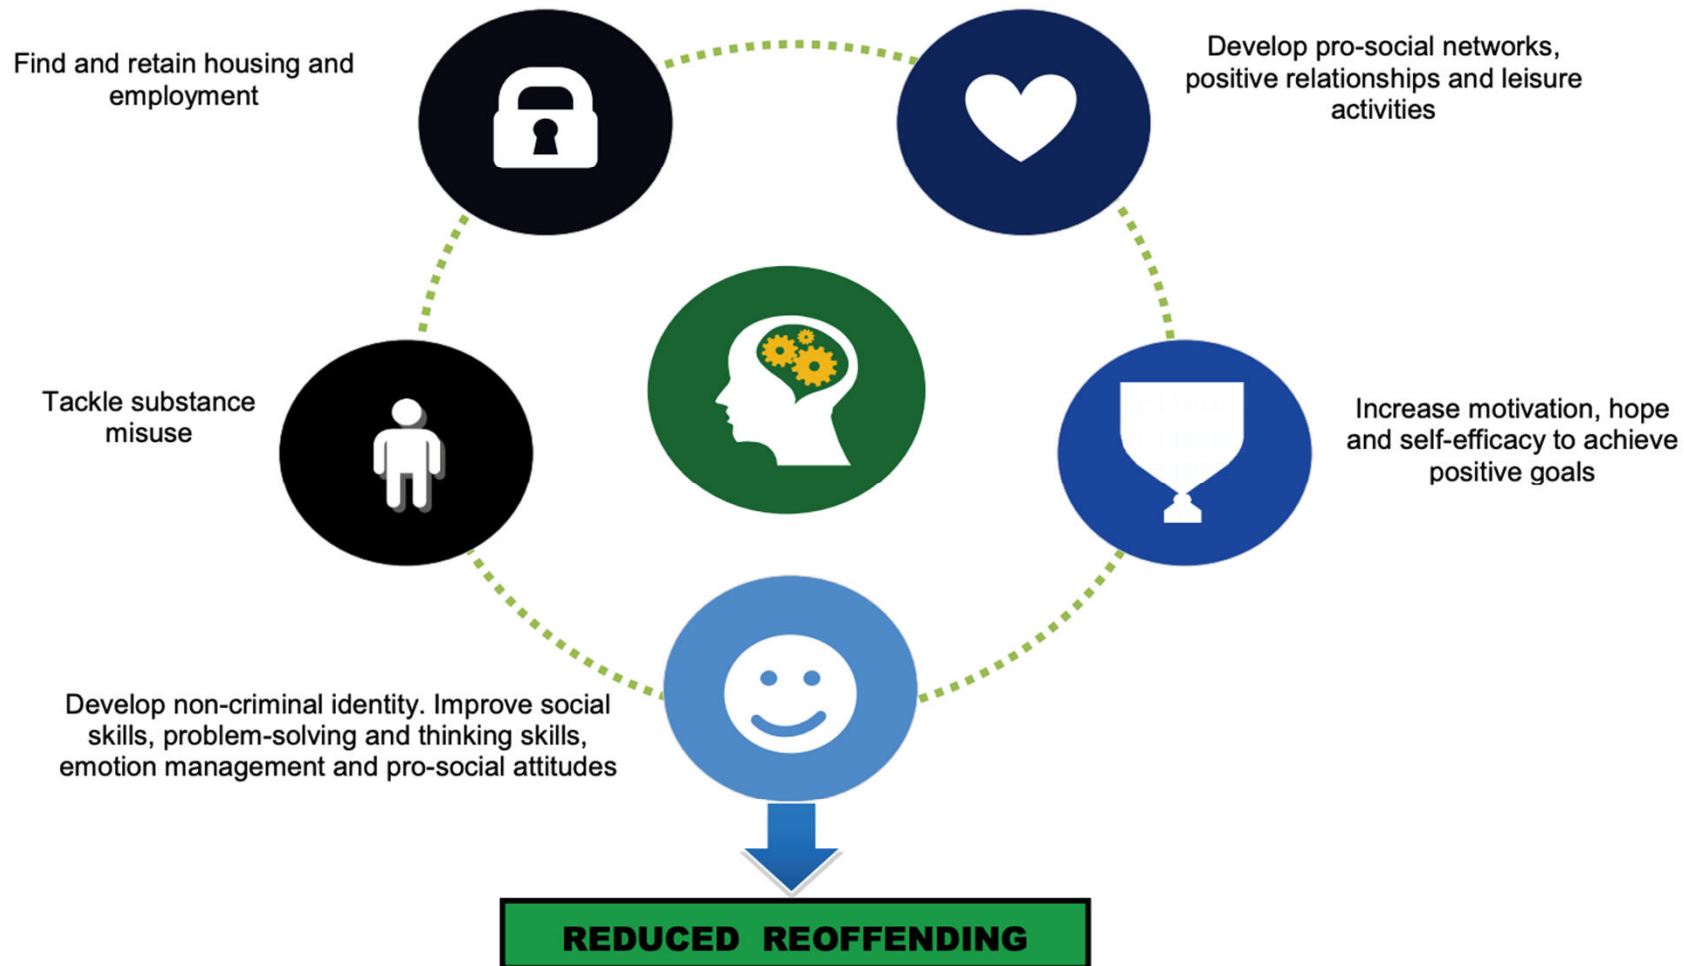 Find and retain housing and
employment
Develop pro-social networks,
positive relationships and leisure
activities
Tackle substance
misuse
Increase motivation, hope
and self-efficacy to achieve
positive goals
Develop non-criminal identity. Improve social
skills, problem-solving and thinking skills,
emotion management and pro-social attitudes
REDUCED REOFFENDING